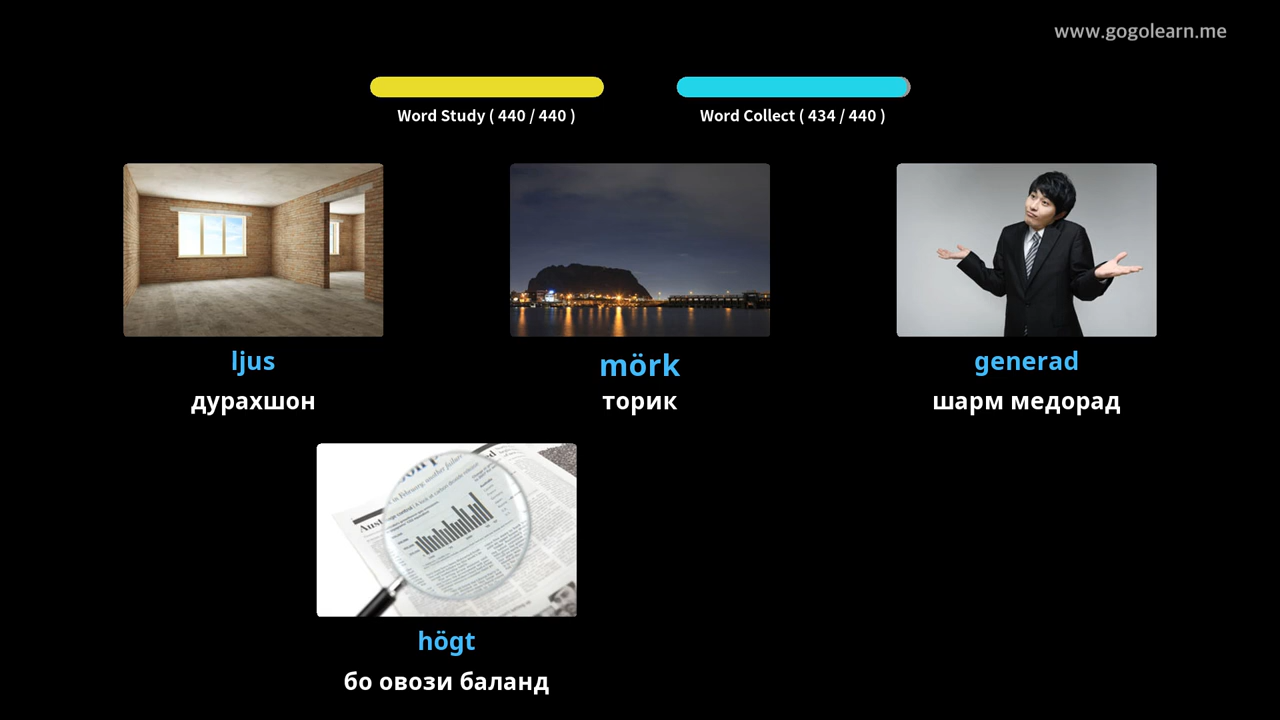 www.gogolearn.me
Word Study ( 440 / 440 )
Word Collect ( 434 / 440 )
ljus
mörk
generad
дурахшон
торик
шарм медорад
högt
бо овози баланд